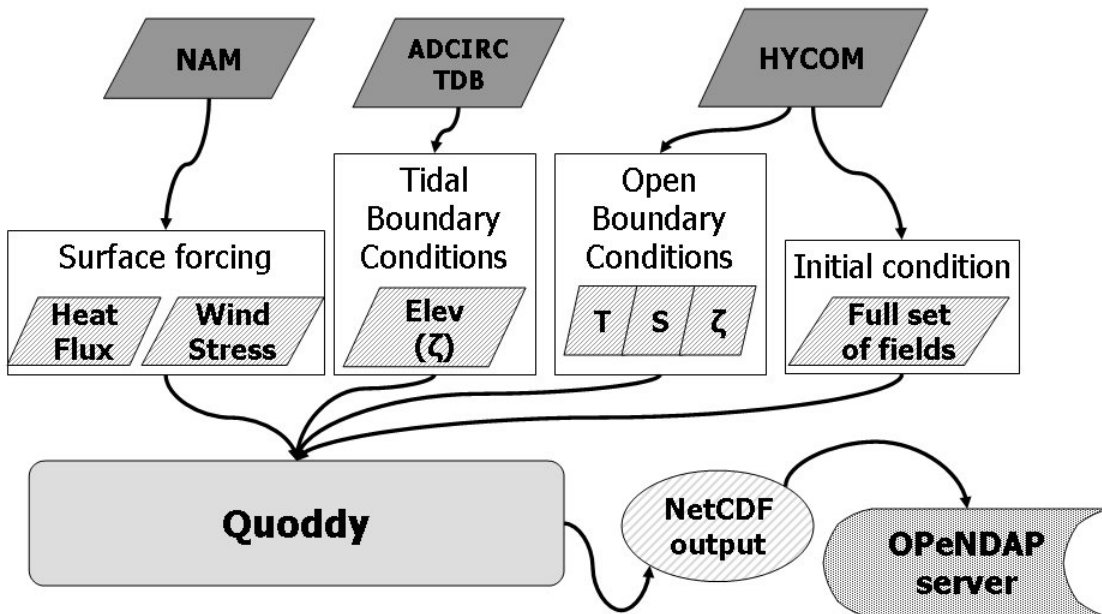 NAM
ADCIRC
TDB
HYCOM
Surface forcing
Heat
Flux
Wind
Stress
Tidal
Boundary
Conditions
Elev
(ζ)
Open
Boundary
Conditions
T S ζ
Initial condition
Full set
of fields
Quoddy
NetCDF
output
OPeNDAP
server